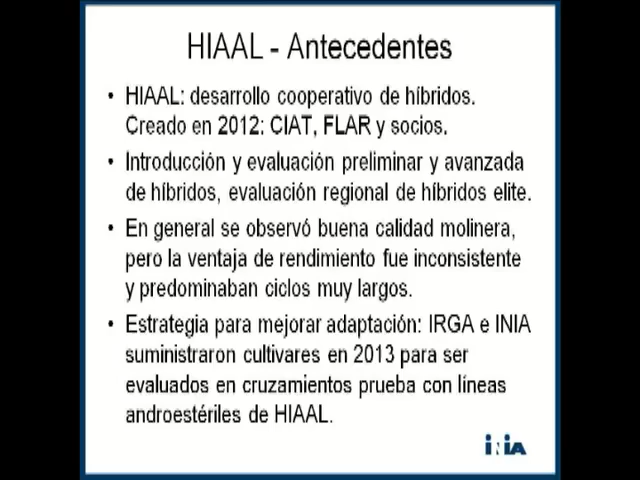 HIAAL - Antecedentes
• HIAAL: desarrollo cooperativo de híbridos.
Creado en 2012: CIAT, FLAR y socios.
• Introducción y evaluación preliminar y avanzada
de híbridos, evaluación regional de híbridos elite.
• En general se observó buena calidad molinera,
pero la ventaja de rendimiento fue inconsistente
y predominaban ciclos muy largos.
• Estrategia para mejorar adaptación: IRGA e INIA
suministraron cultivares en 2013 para ser
evaluados en cruzamientos prueba con líneas
androestériles de HIAAL.
iNiA